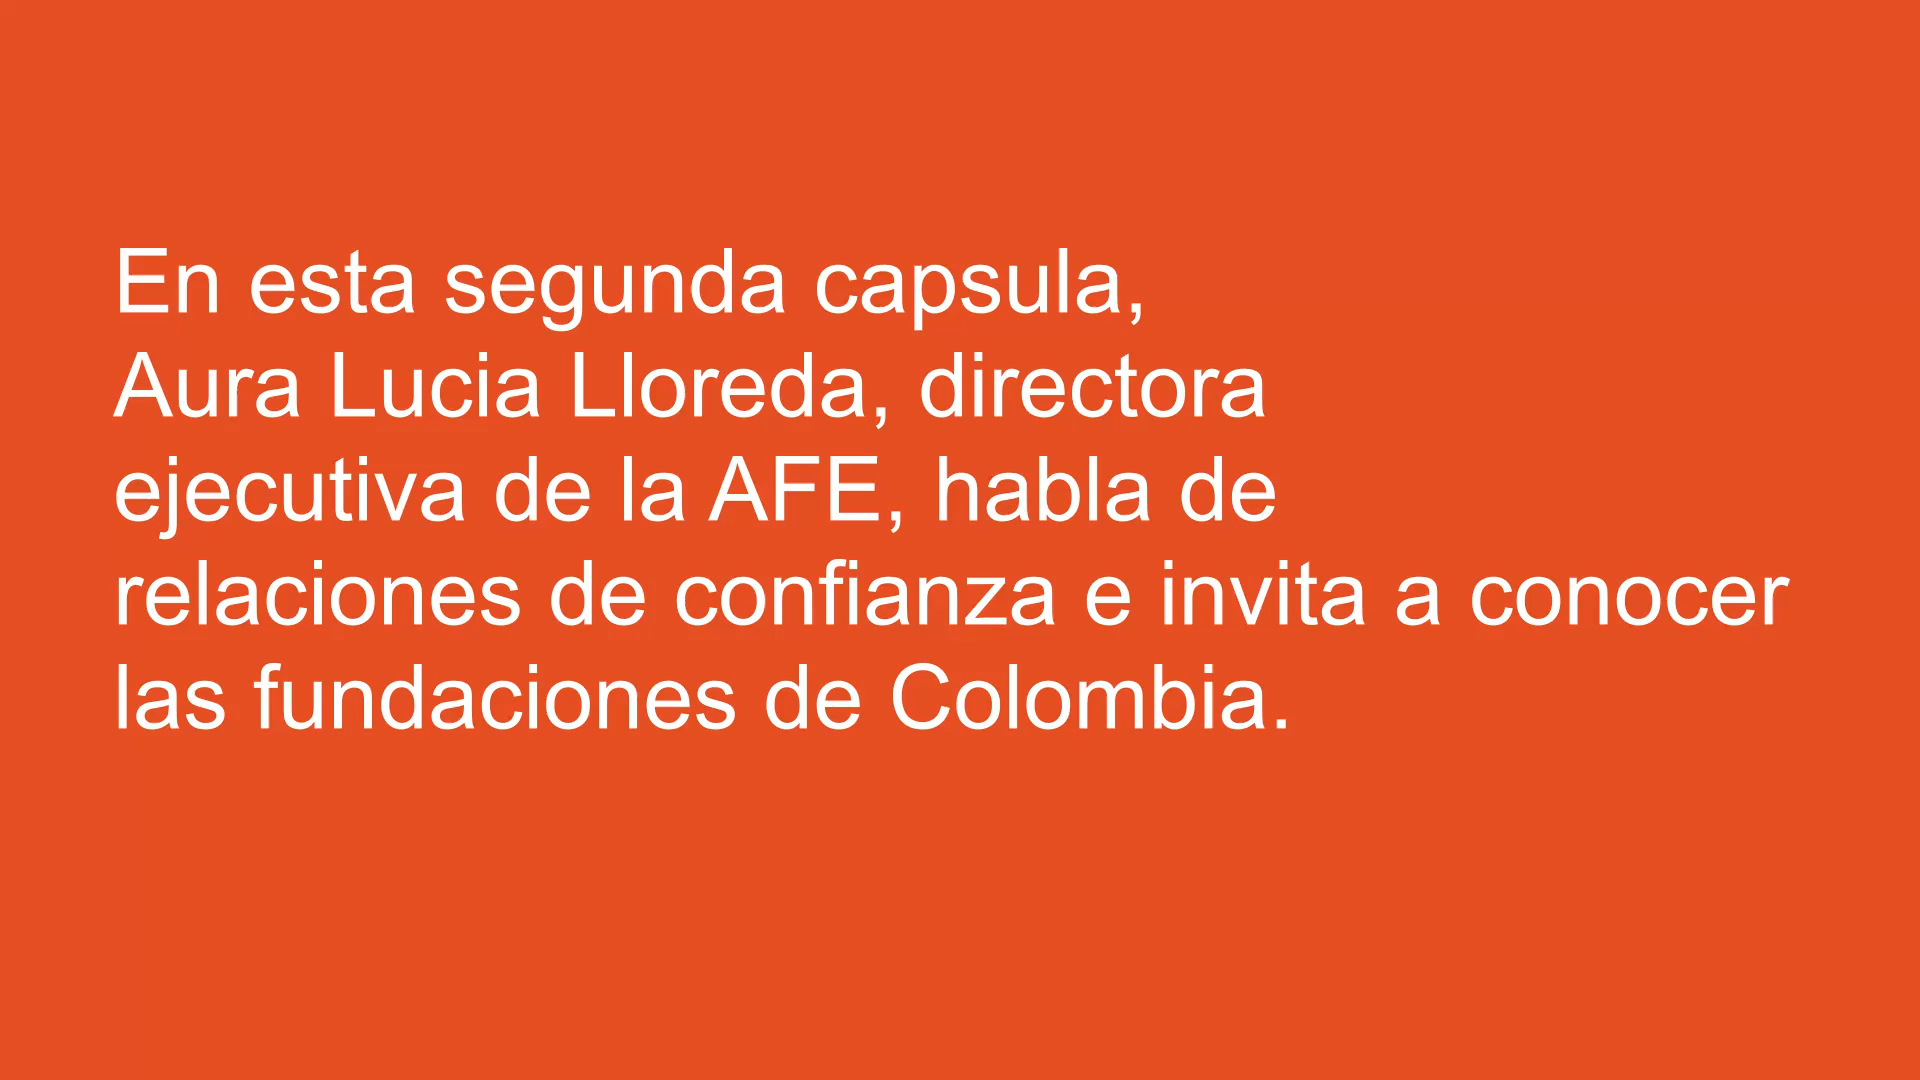 En esta segunda capsula,
Aura Lucia Lloreda, directora
ejecutiva de la AFE, habla de
relaciones de confianza e invita a conocer
las fundaciones de Colombia.